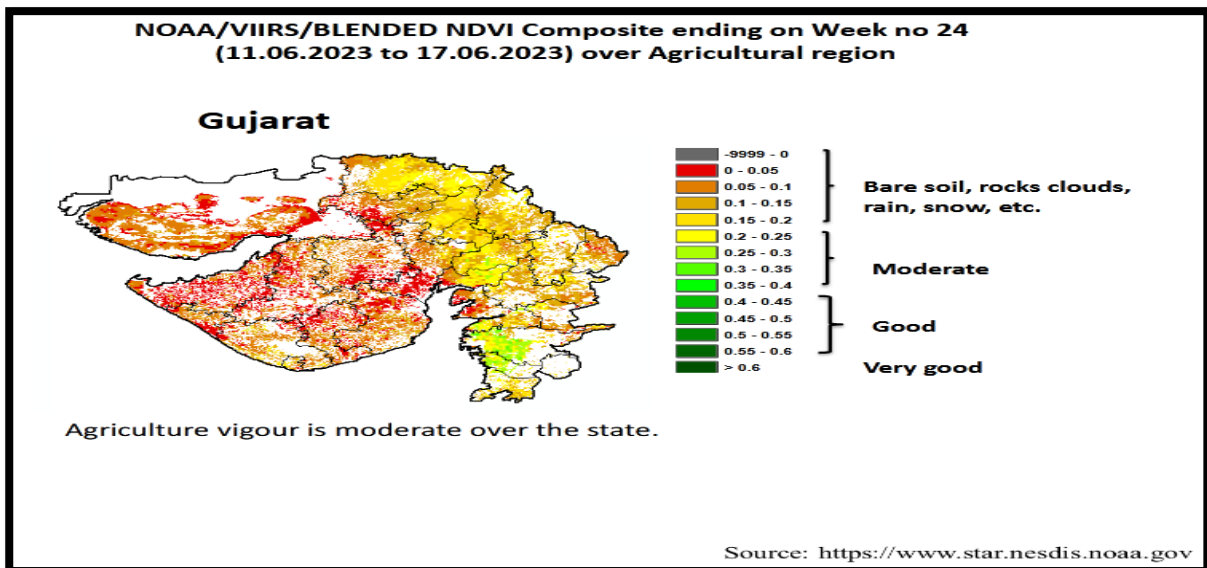 NOAA/VIIRS/BLENDED NDVI Composite ending on Week no 24
(11.06.2023 to 17.06.2023) over Agricultural region
Gujarat
-9999 - 0
0 - 0.05
0.05 - 0.1
0.1 - 0.15
0.15 - 0.2
0.2 - 0.25
0.25 - 0.3
0.3 - 0.35
0.35 - 0.4
0.4 - 0.45
0.45 - 0.5
0.5 - 0.55
0.55 - 0.6
> 0.6
Bare soil, rocks clouds,
rain, snow, etc.
Moderate
Good
Very good
Agriculture vigour is moderate over the state.
Source: https://www.star.nesdis.noaa.gov